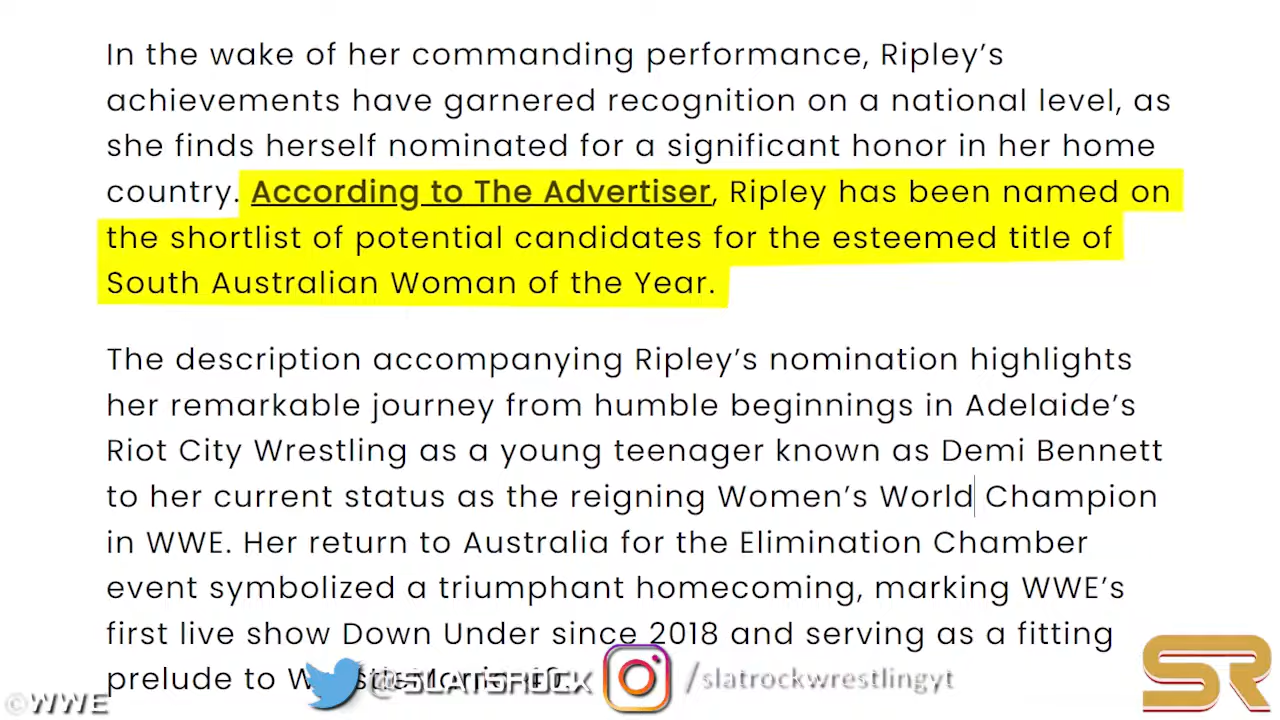 In the wake of her commanding performance, Ripley's
achievements have garnered recognition on a national level, as
she finds herself nominated for a significant honor in her home
country. According to The Advertiser, Ripley has been named on
the shortlist of potential candidates for the esteemed title of
South Australian Woman of the Year.
The description accompanying Ripley's nomination highlights
her remarkable journey from humble beginnings in Adelaide's
Riot City Wrestling as a young teenager known as Demi Bennett
to her current status as the reigning Women's World Champion
in WWE. Her return to Australia for the Elimination Chamber
event symbolized a triumphant homecoming, marking WWE's
first live show Down Under since 2018 and serving as a fitting
prelude to
©WWE
@SLATSROCK
/slatrockwrestlingyt
SR